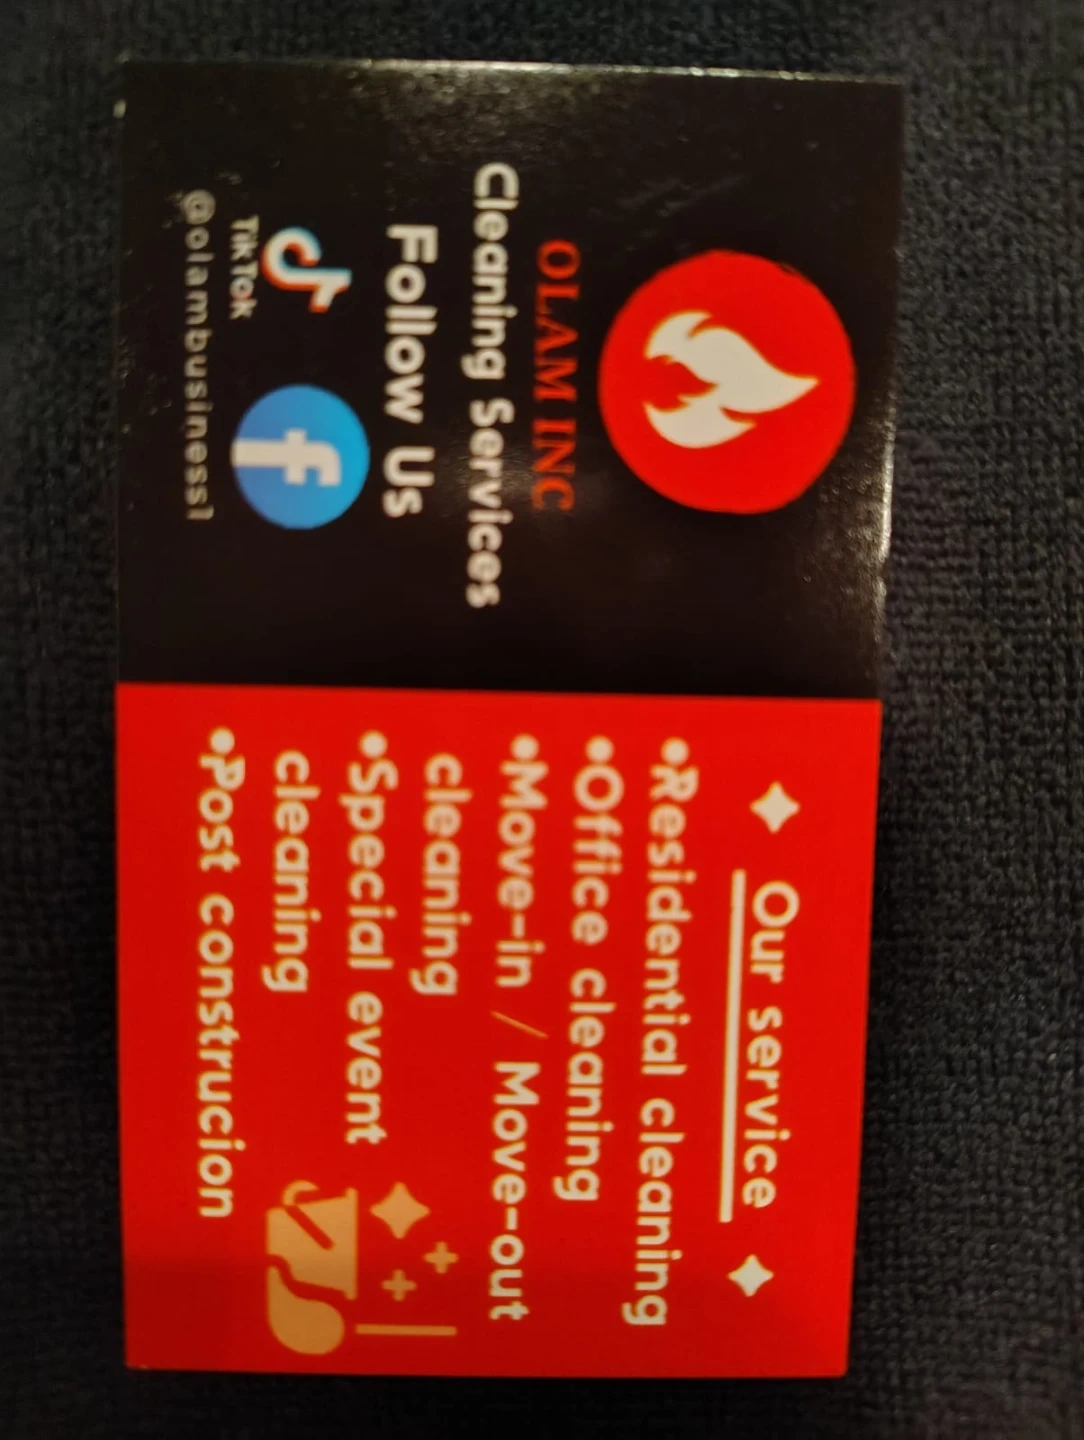 OLAM INC
Cleaning Services
Follow Us
TikTok
@olambusiness1
Our service
•Residential cleaning
•Office cleaning
•Move-in / Move-out
cleaning
•Special event
cleaning
•Post construcion